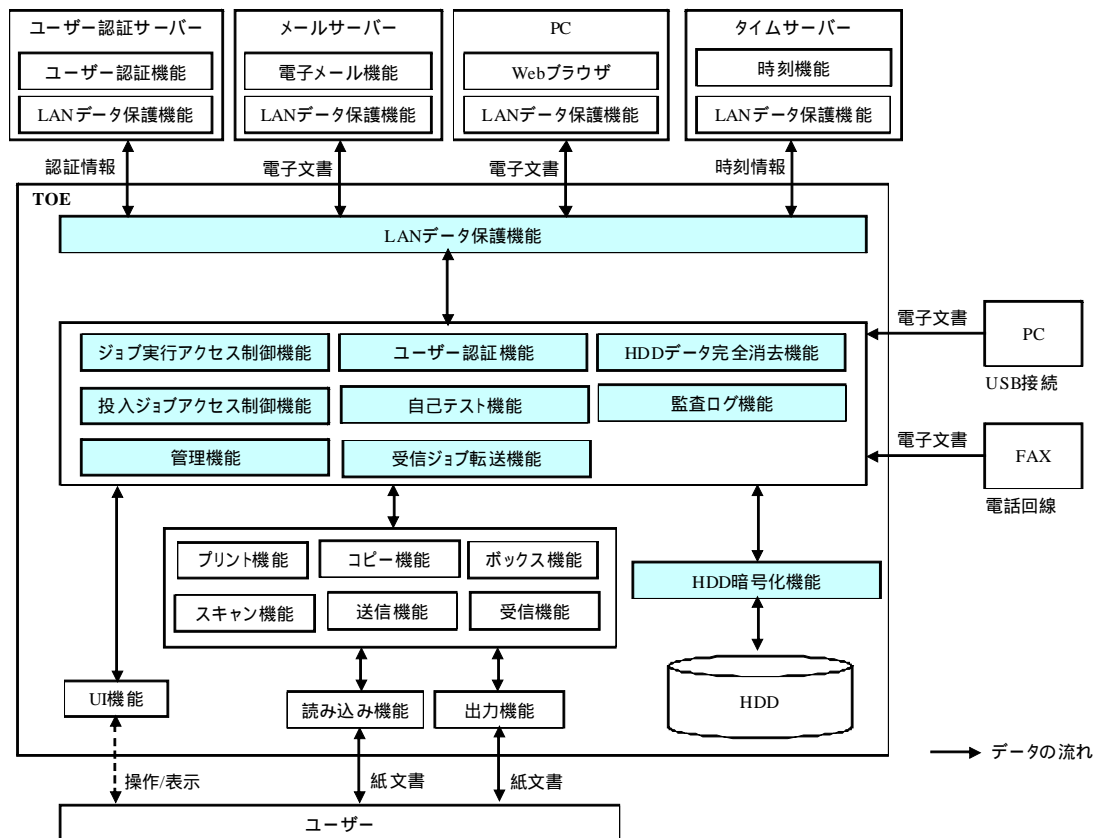 ユーザー認証サーバー
ユーザー認証機能
LANデータ保護機能
メールサーバー
電子メール機能
LANデータ保護機能
PC
Webブラウザ
LANデータ保護機能
タイムサーバー
時刻機能
LANデータ保護機能
認証情報
電子文書
電子文書
時刻情報
TOE
LANデータ保護機能
ジョブ実行アクセス制御機能
ユーザー認証機能
HDDデータ完全消去機能
投入ジョブアクセス制御機能
自己テスト機能
監査ログ機能
管理機能
受信ジョブ転送機能
電子文書
PC
USB接続
電子文書
FAX
電話回線
プリント機能
コピー機能
ボックス機能
スキャン機能
送信機能
受信機能
HDD暗号化機能
HDD
UI機能
読み込み機能
出力機能
データの流れ
操作/表示
紙文書
紙文書
ユーザー